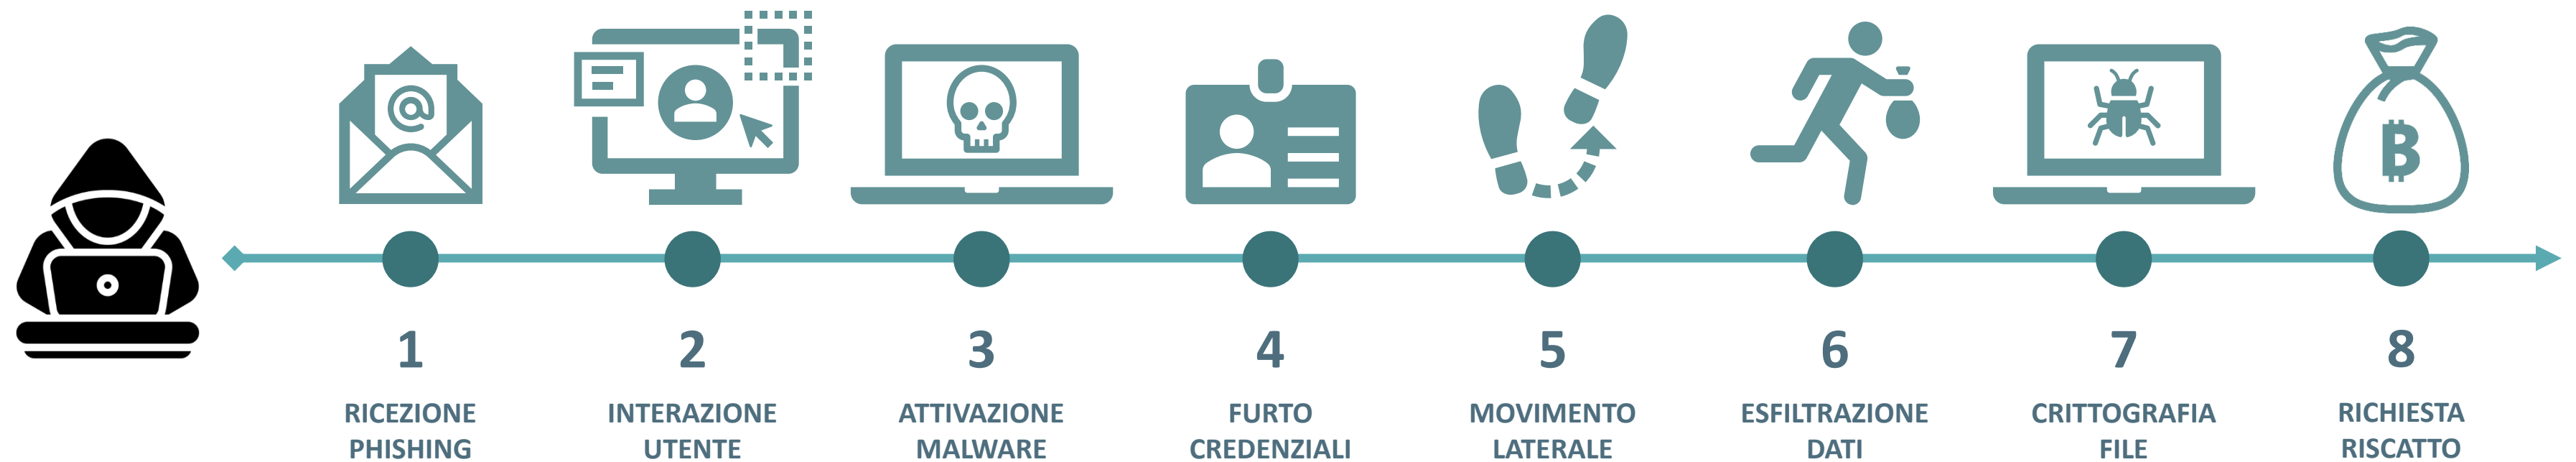 @
B
1
RICEZIONE
PHISHING
2
INTERAZIONE
UTENTE
3
ATTIVAZIONE
MALWARE
4
FURTO
CREDENZIALI
5
MOVIMENTO
LATERALE
6
ESFILTRAZIONE
DATI
7
CRITTOGRAFIA
FILE
8
RICHIESTA
RISCATTO